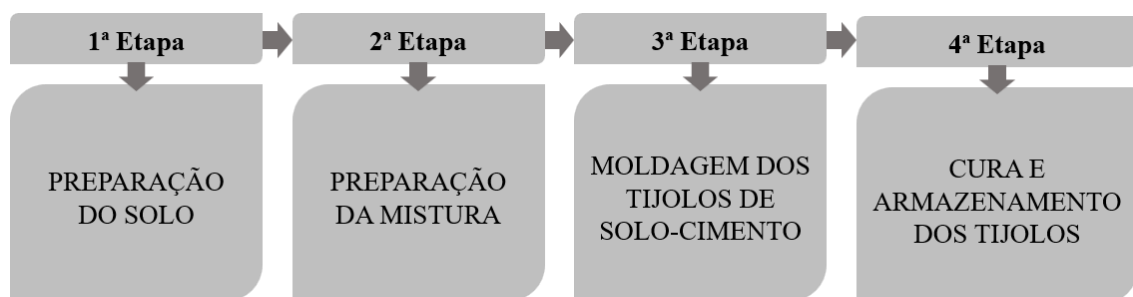 1ª Etapa
2ª Etapa
3ª Etapa
4ª Etapa
PREPARAÇÃO
DO SOLO
PREPARAÇÃO
DA MISTURA
MOLDAGEM DOS
TIJOLOS DE
SOLO-CIMENTO
CURA E
ARMAZENAMENTO
DOS TIJOLOS